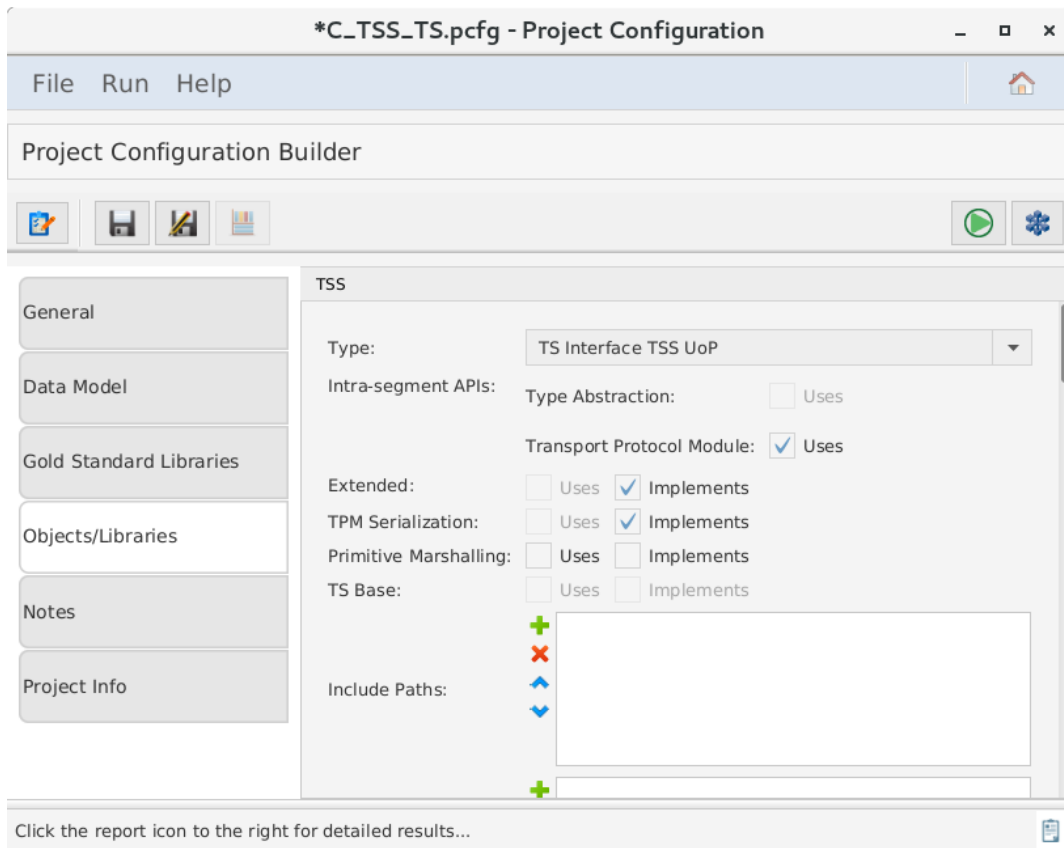 *C_TSS_TS.pcfg - Project Configuration
File Run Help
Project Configuration Builder
General
Data Model
Gold Standard Libraries
Objects/Libraries
Notes
Project Info
TSS
Type: TS Interface TSS UoP
Intra-segment APIs: Type Abstraction: Uses
Transport Protocol Module: Uses
Extended: Uses Implements
TPM Serialization: Uses Implements
Primitive Marshalling: Uses Implements
TS Base: Uses Implements
Include Paths:
Click the report icon to the right for detailed results...